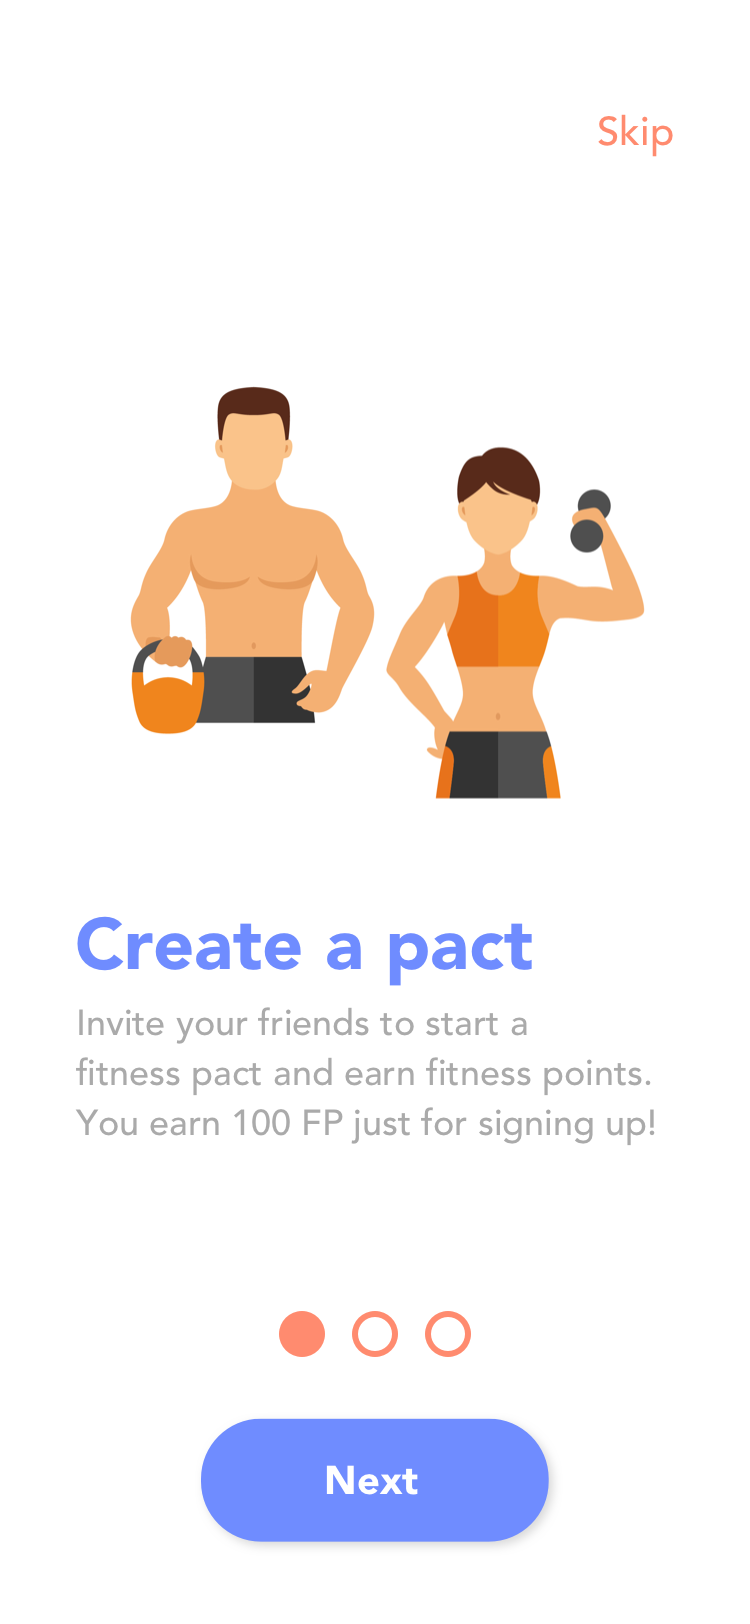 Skip
Create a pact
Invite your friends to start a
fitness pact and earn fitness points.
You earn 100 FP just for signing up!
Next